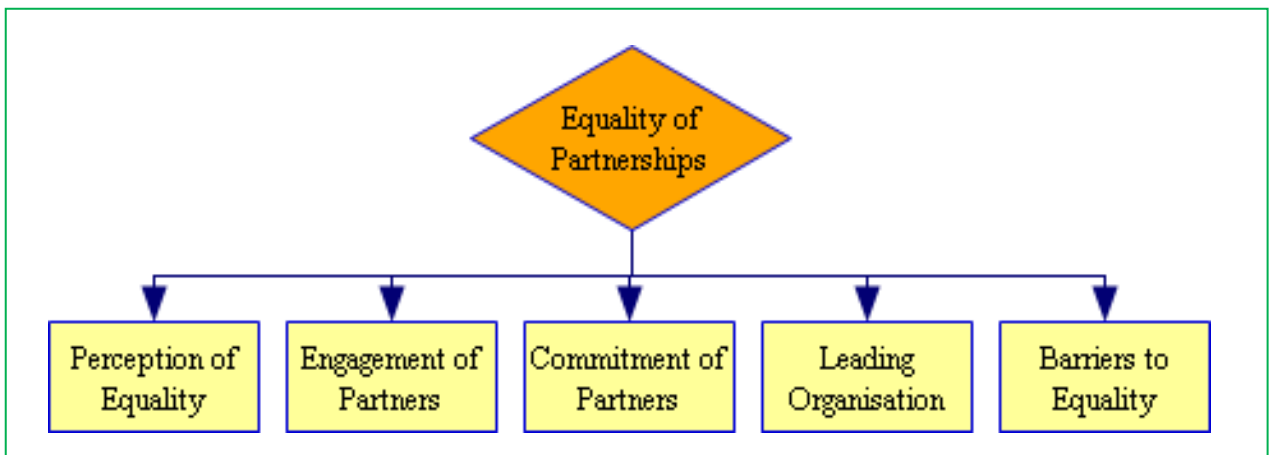 Equality of
Partnerships
Perception of
Equality
Engagement of
Partners
Commitment of
Partners
Leading
Organisation
Barriers to
Equality